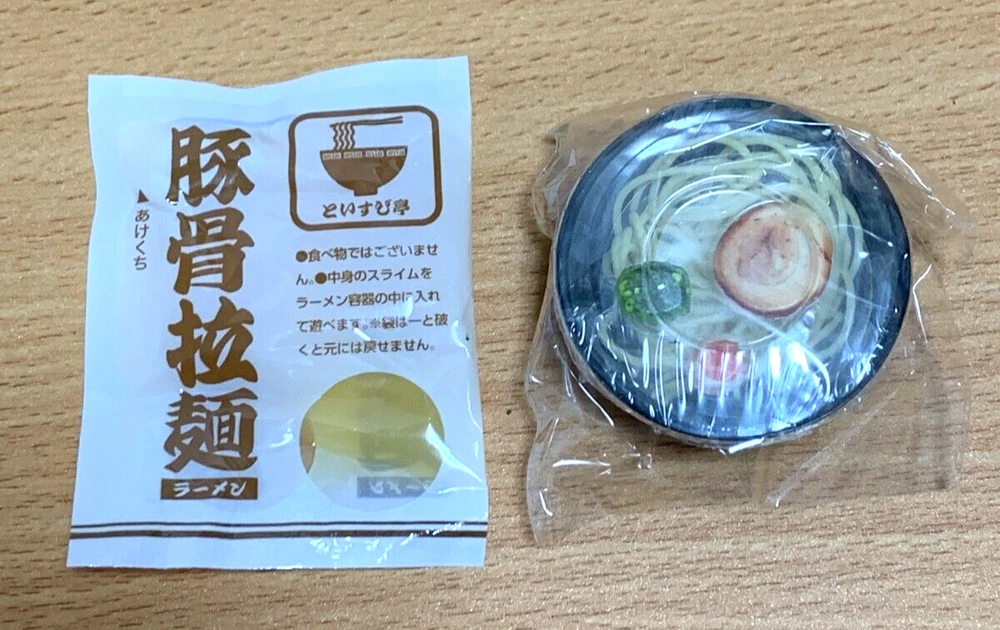 豚骨拉麺
ラーメン
▲あけくち
といすぴ亭
●食べ物ではございませ
ん。●中身のスライムを
ラーメン容器の中に入れ
て遊べます。※袋は一と破
くと元には戻せません。